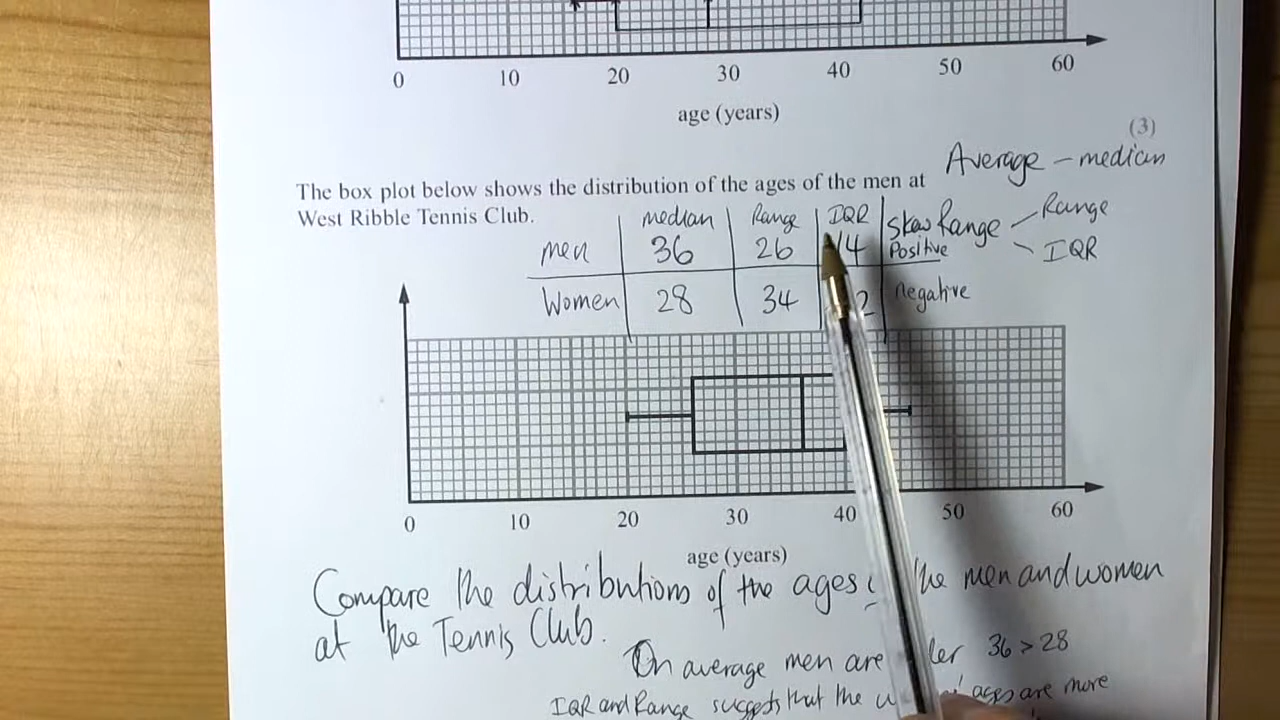 0 10 20 30 40 50 60
age (years)
(3)
Average – median
The box plot below shows the distribution of the ages of the men at
West Ribble Tennis Club.
Range – Range
– IQR
median Range IQR Skew
men 36 26 14 Positive
Women 28 34 2 negative
0 10 20 30 40 50 60
age (years)
Compare the distributions of the ages the men and women
at the Tennis Club.
On average men are 36 > 28
IQR and Range suggests that the ages are more